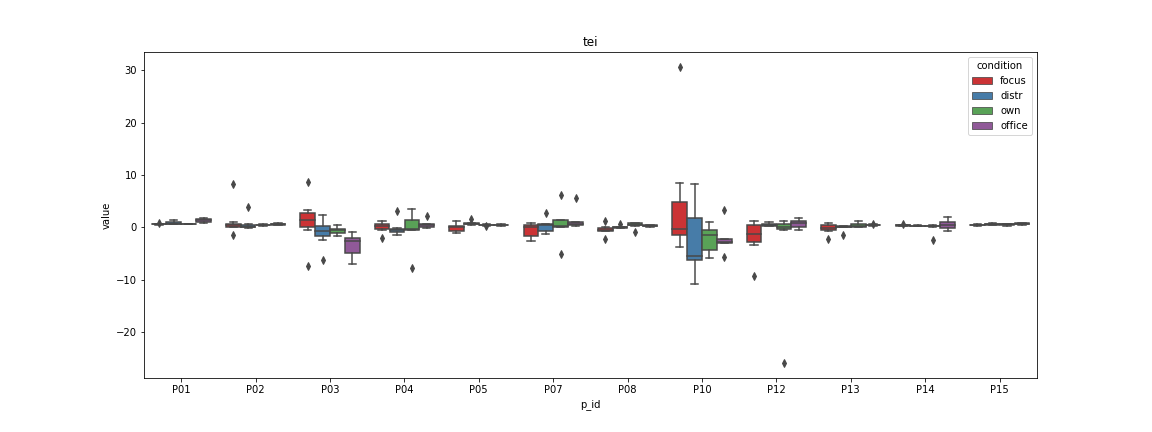 tei
value
30
20
10
0
−10
−20
P01 P02 P03 P04 P05 P07 P08 P10 P12 P13 P14 P15
p_id
condition
focus
distr
own
office